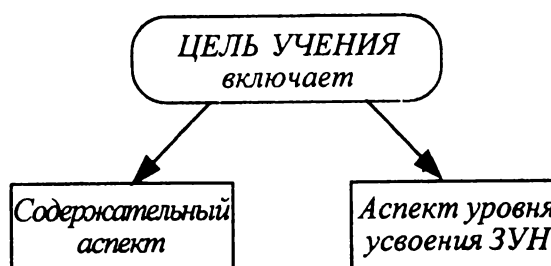 ЦЕЛЬ УЧЕНИЯ
включает
Содержательный
аспект
Аспект уровня
усвоения ЗУН